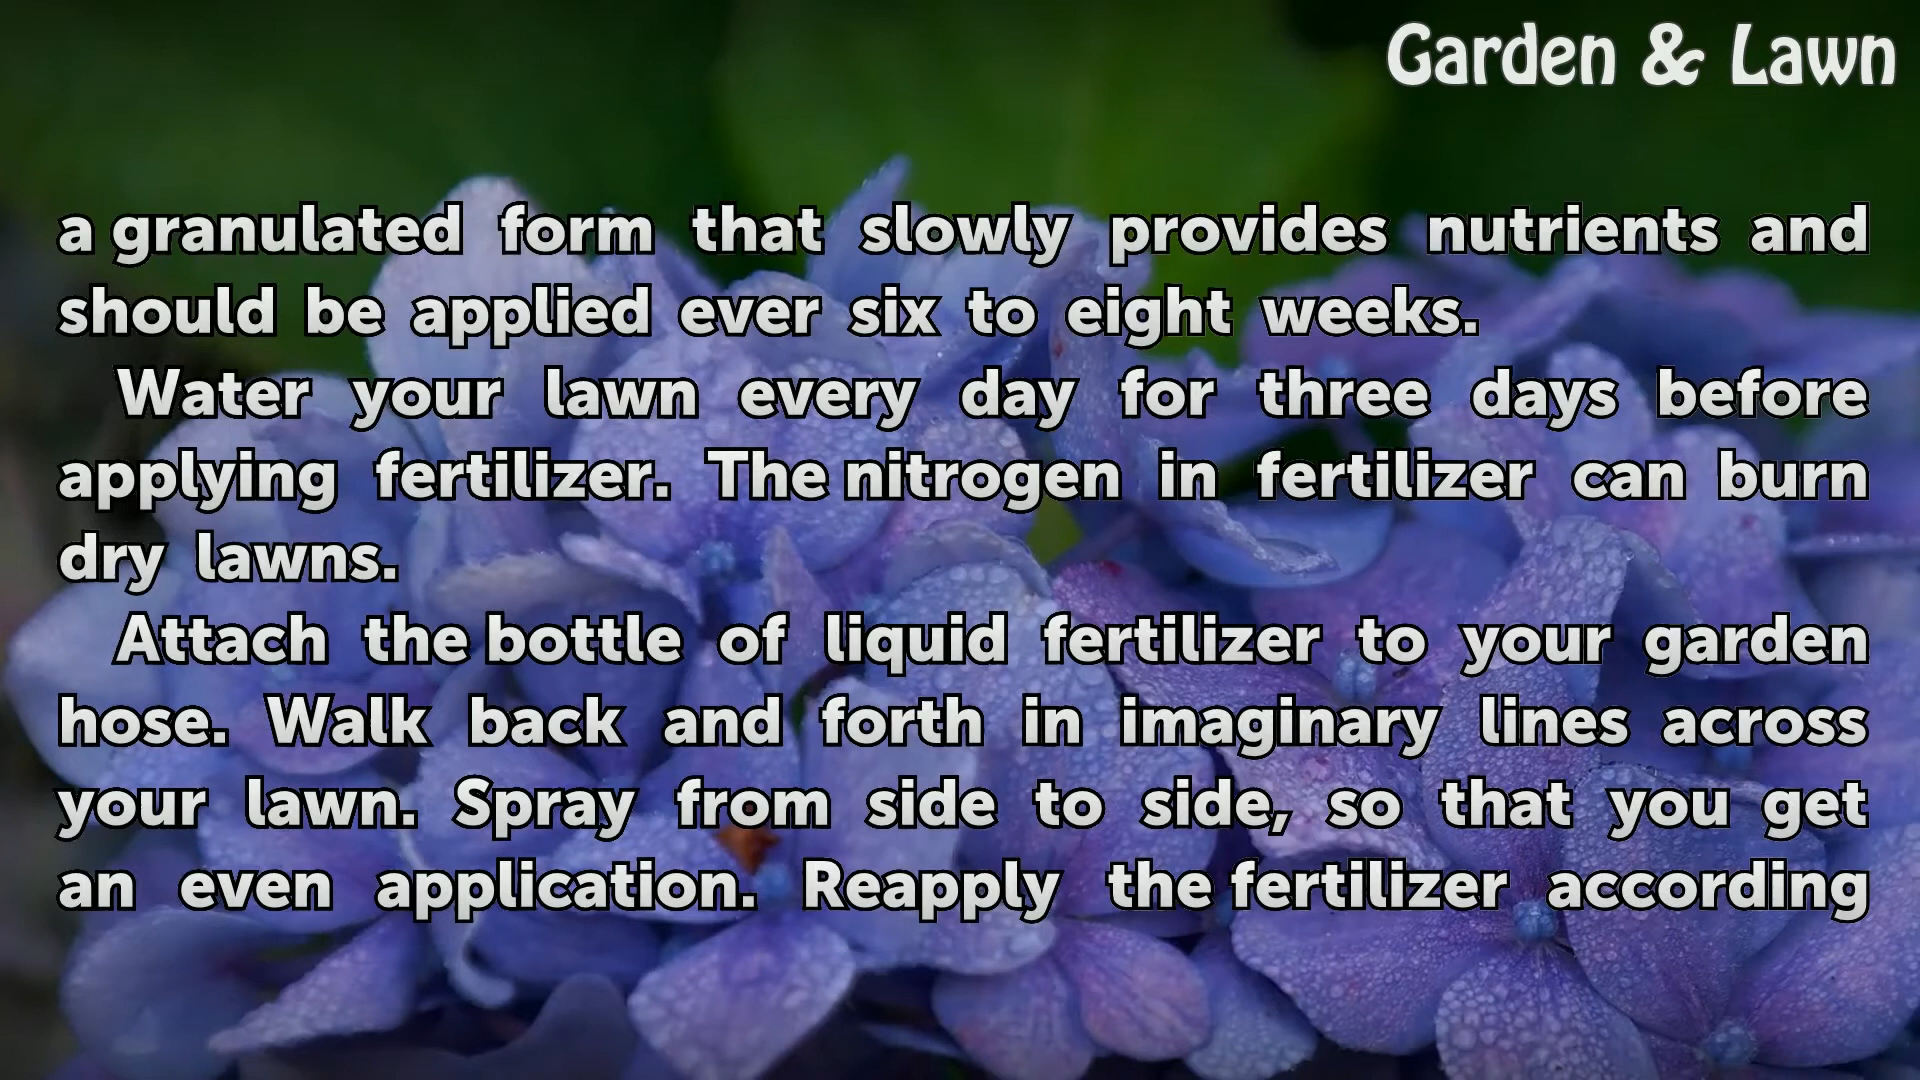 Garden & Lawn
a granulated form that slowly provides nutrients and
should be applied ever six to eight weeks.
Water your lawn every day for three days before
applying fertilizer. The nitrogen in fertilizer can burn
dry lawns.
Attach the bottle of liquid fertilizer to your garden
hose. Walk back and forth in imaginary lines across
your lawn. Spray from side to side, so that you get
an even application. Reapply the fertilizer according